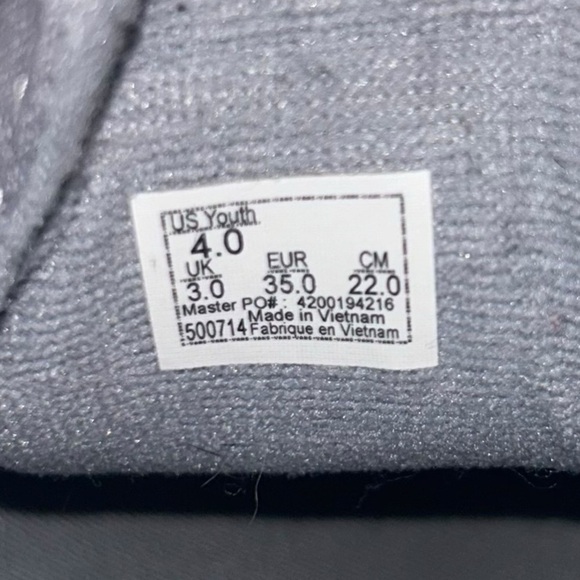 US Youth
4.0
UK EUR CM
3.0 35.0 22.0
Master PO# : 4200194216
Made in Vietnam
500714 Fabrique en Vietnam